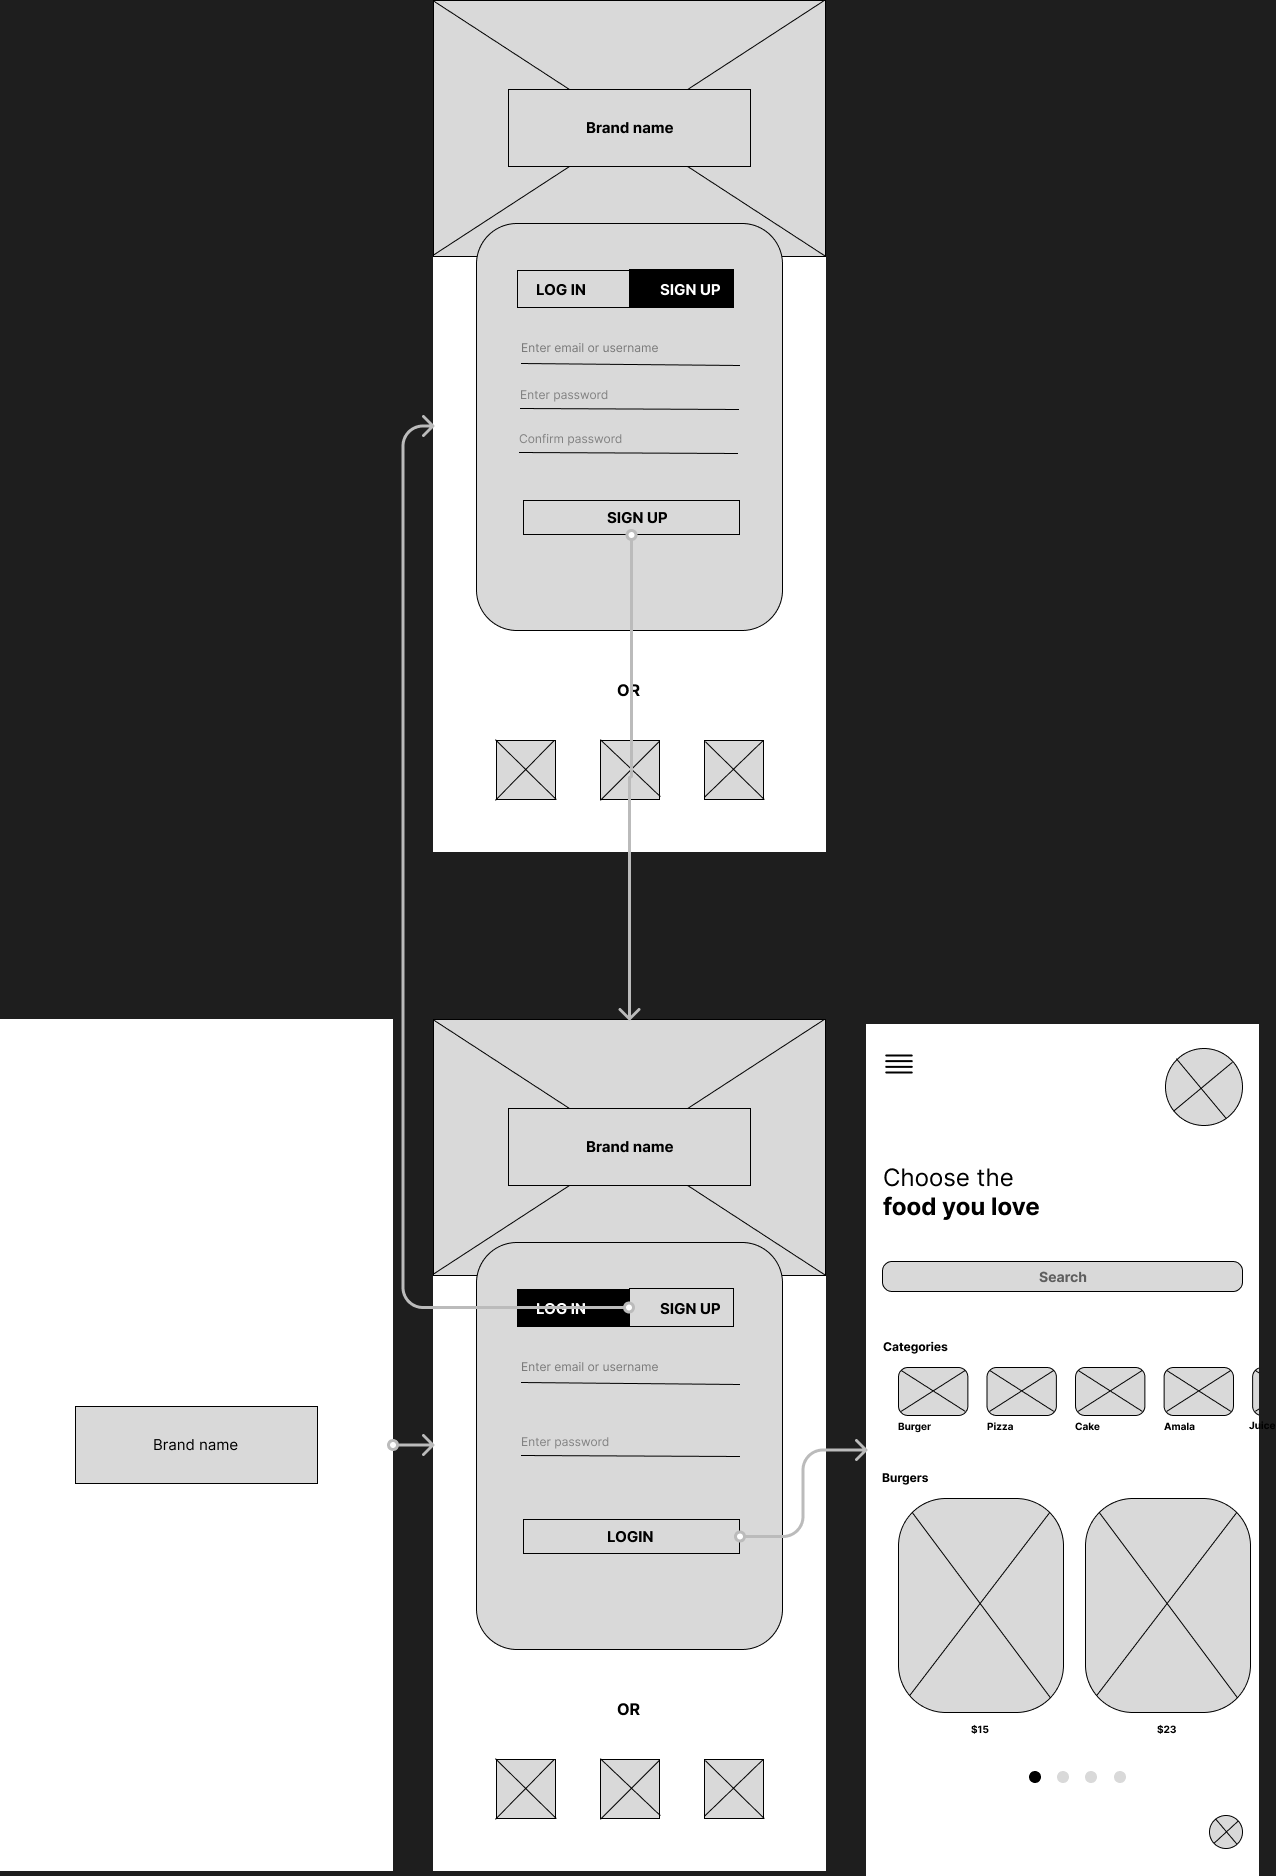 Brand name
LOG IN
SIGN UP
Enter email or username
Enter password
Confirm password
SIGN UP
OR
Brand name
Brand name
LOG IN
SIGN UP
Enter email or username
Enter password
LOGIN
OR
Choose the
food you love
Search
Categories
Burger
Pizza
Cake
Amala
Juice
Burgers
$15
$23